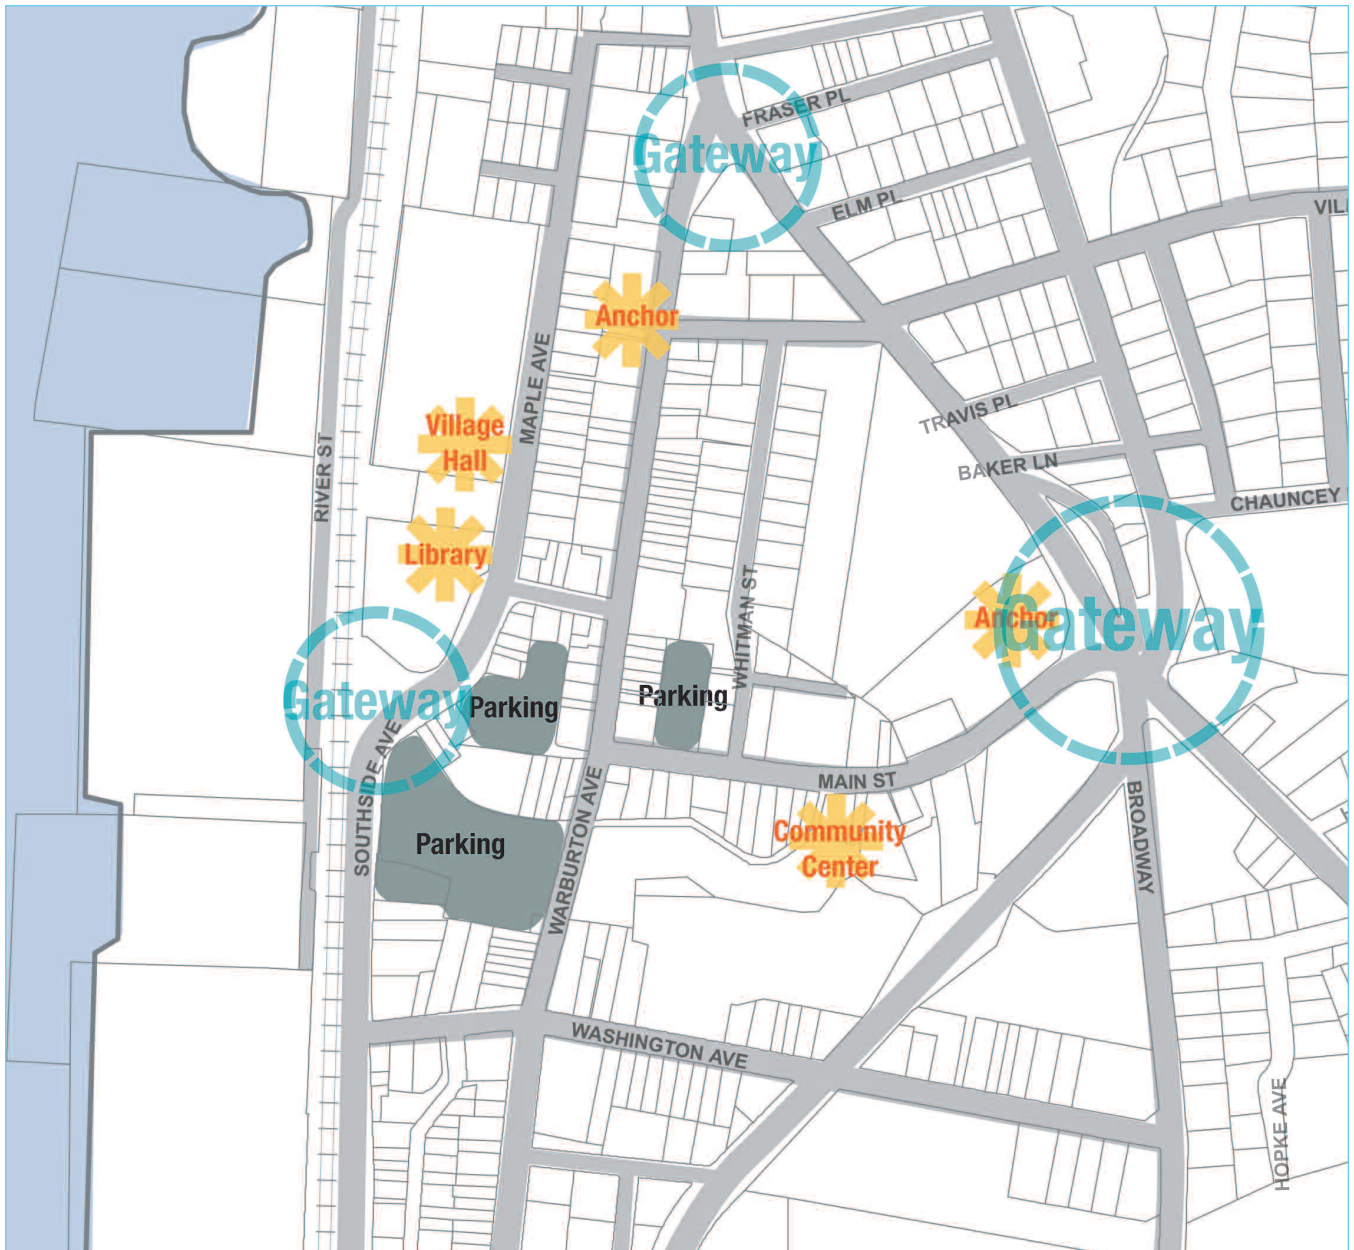 FRASER PL
Gateway
ELM PL
VIL
Anchor
MAPLE AVE
TRAVIS PL
Village
Hall
BAKER LN
RIVER ST
CHAUNCEY
Library
WHITMAN ST
Anchor
Gateway
Gateway
Parking
Parking
SOUTHSIDE AVE
MAIN ST
WARBURTON AVE
BROADWAY
Community
Center
Parking
WASHINGTON AVE
HOPKE AVE